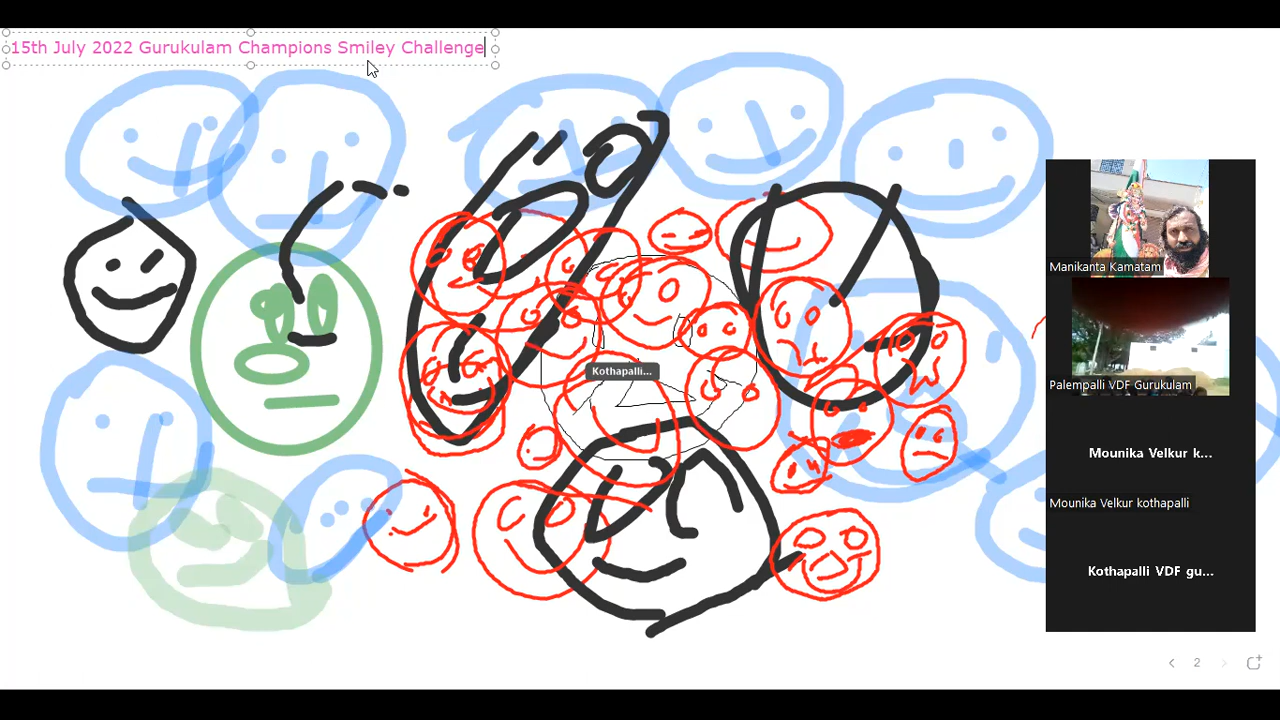 15th July 2022 Gurukulam Champions Smiley Challenge
Kothapalli...
Manikanta Kamatam
Palempalli VDF Gurukulam
Mounika Velkur k...
Mounika Velkur kothapalli
Kothapalli VDF gu...
2